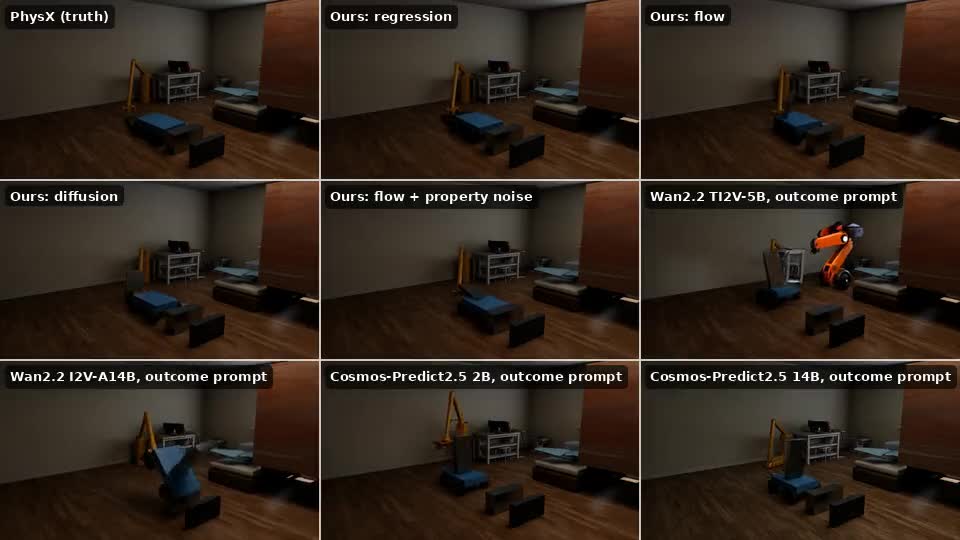 PhysX (truth)
Ours: regression
Ours: flow
Ours: diffusion
Ours: flow + property noise
Wan2.2 TI2V-5B, outcome prompt
Wan2.2 I2V-A14B, outcome prompt
Cosmos-Predict2.5 2B, outcome prompt
Cosmos-Predict2.5 14B, outcome prompt